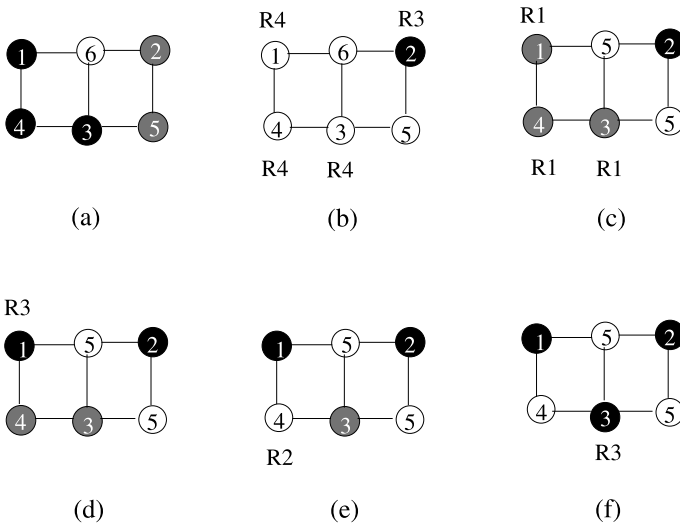 R4 R3 R1
1 6 2 1 6 2 1 5 2
4 3 5 4 3 5 4 3 5
R4 R4 R1 R1
(a) (b) (c)
R3
1 5 2 1 5 2 1 5 2
4 3 5 4 3 5 4 3 5
R2 R3
(d) (e) (f)